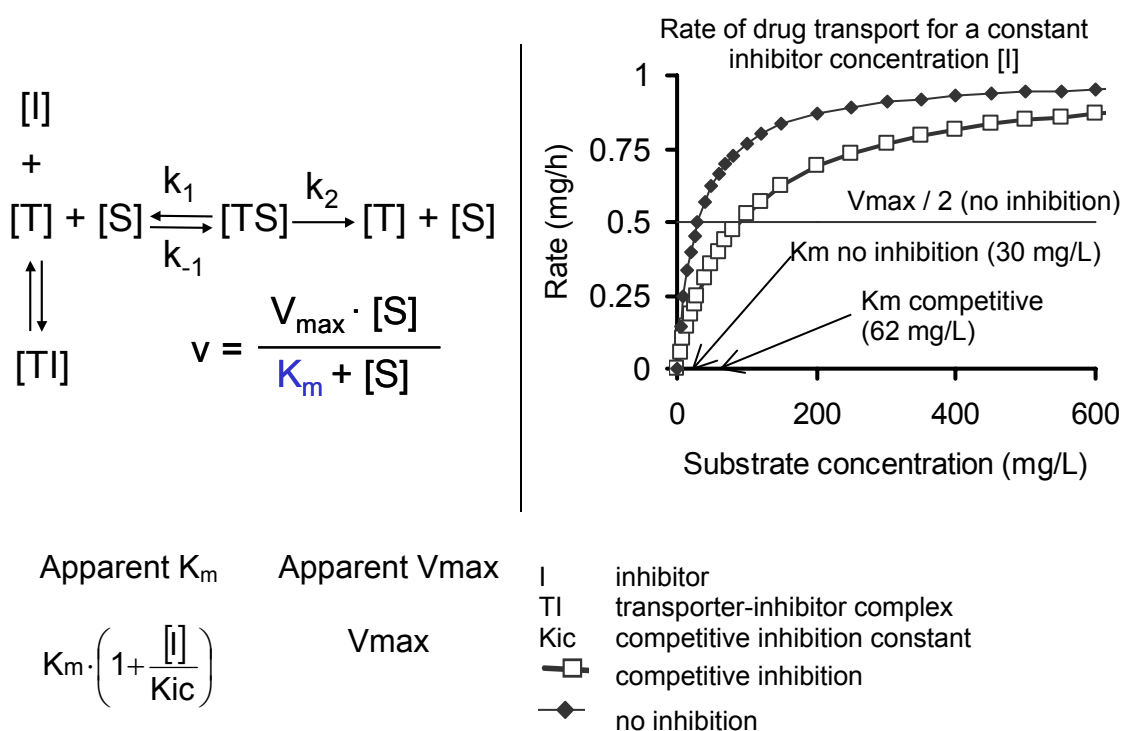 [I]
+
[T] + [S] k1 k-1 [TS] k2 [T] + [S]
[TI]
v = Vmax · [S] / Km + [S]
Rate of drug transport for a constant
inhibitor concentration [I]
Rate (mg/h)
1
0.75
0.5
0.25
0
Vmax / 2 (no inhibition)
Km no inhibition (30 mg/L)
Km competitive
(62 mg/L)
0 200 400 600
Substrate concentration (mg/L)
Apparent Km Apparent Vmax
Km·(1+[I]/Kic) Vmax
I inhibitor
TI transporter-inhibitor complex
Kic competitive inhibition constant
competitive inhibition
no inhibition